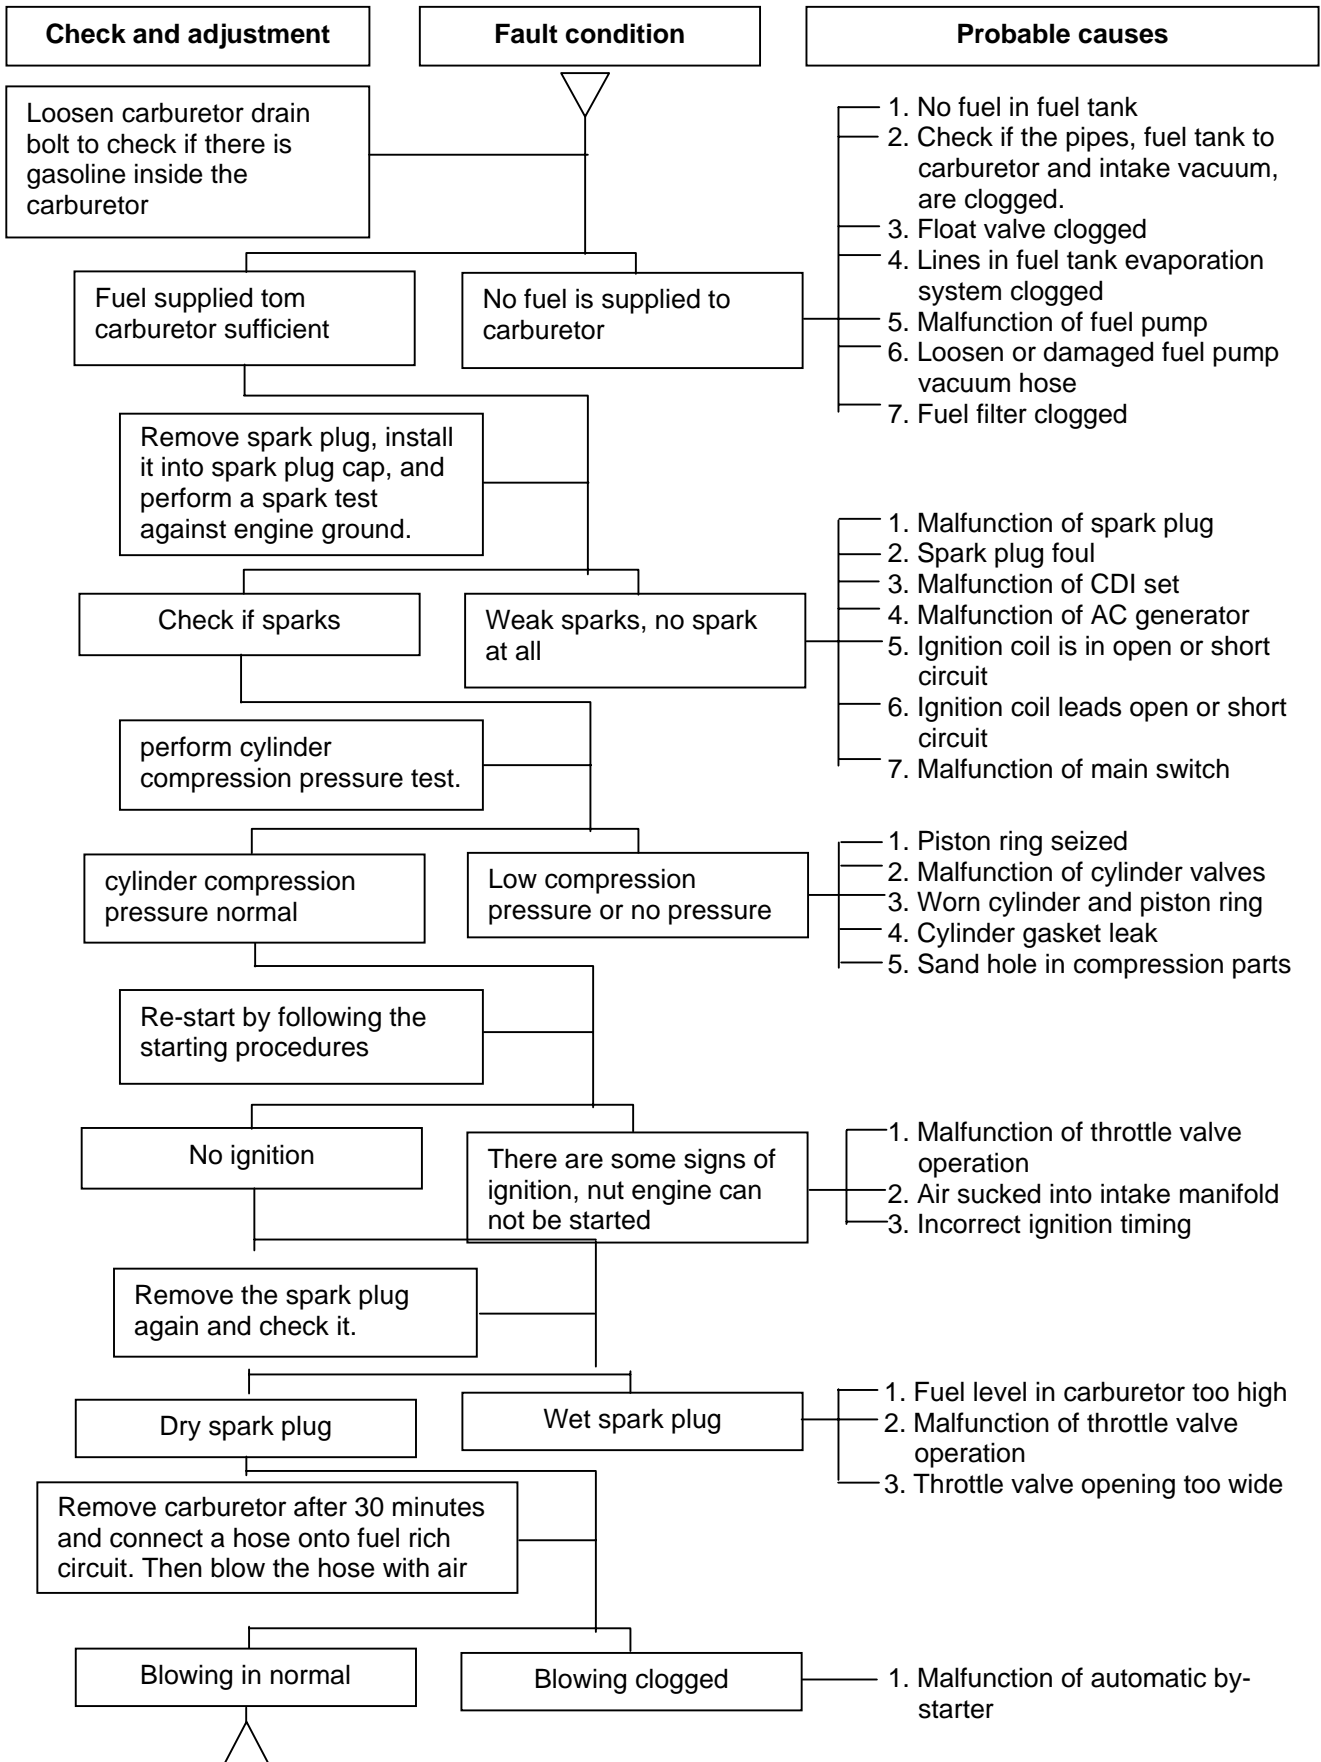 Check and adjustment
Fault condition
Probable causes
Loosen carburetor drain
bolt to check if there is
gasoline inside the
carburetor
1. No fuel in fuel tank
2. Check if the pipes, fuel tank to
carburetor and intake vacuum,
are clogged.
3. Float valve clogged
4. Lines in fuel tank evaporation
system clogged
5. Malfunction of fuel pump
6. Loosen or damaged fuel pump
vacuum hose
7. Fuel filter clogged
Fuel supplied tom
carburetor sufficient
No fuel is supplied to
carburetor
Remove spark plug, install
it into spark plug cap, and
perform a spark test
against engine ground.
Check if sparks
Weak sparks, no spark
at all
1. Malfunction of spark plug
2. Spark plug foul
3. Malfunction of CDI set
4. Malfunction of AC generator
5. Ignition coil is in open or short
circuit
6. Ignition coil leads open or short
circuit
7. Malfunction of main switch
perform cylinder
compression pressure test.
cylinder compression
pressure normal
Low compression
pressure or no pressure
1. Piston ring seized
2. Malfunction of cylinder valves
3. Worn cylinder and piston ring
4. Cylinder gasket leak
5. Sand hole in compression parts
Re-start by following the
starting procedures
No ignition
There are some signs of
ignition, nut engine can
not be started
1. Malfunction of throttle valve
operation
2. Air sucked into intake manifold
3. Incorrect ignition timing
Remove the spark plug
again and check it.
Dry spark plug
Wet spark plug
1. Fuel level in carburetor too high
2. Malfunction of throttle valve
operation
3. Throttle valve opening too wide
Remove carburetor after 30 minutes
and connect a hose onto fuel rich
circuit. Then blow the hose with air
Blowing in normal
Blowing clogged
1. Malfunction of automatic by-
starter